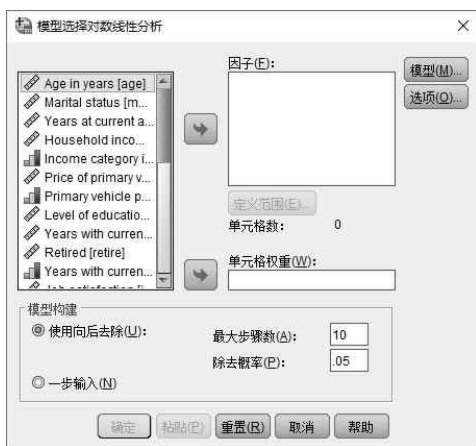 模型选择对数线性分析
Age in years [age]
Marital status [m...
Years at current a...
Household inco...
Income category i...
Price of primary v...
Primary vehicle p...
Level of educatio...
Years with curren...
Retired [retire]
Years with curren...
因子(F):
模型(M)...
选项(O)...
定义范围(E)...
单元格数: 0
单元格权重(W):
模型构建
使用向后去除(U):
最大步骤数(A): 10
除去概率(P): .05
一步输入(N)
确定 粘贴(P) 重置(R) 取消 帮助